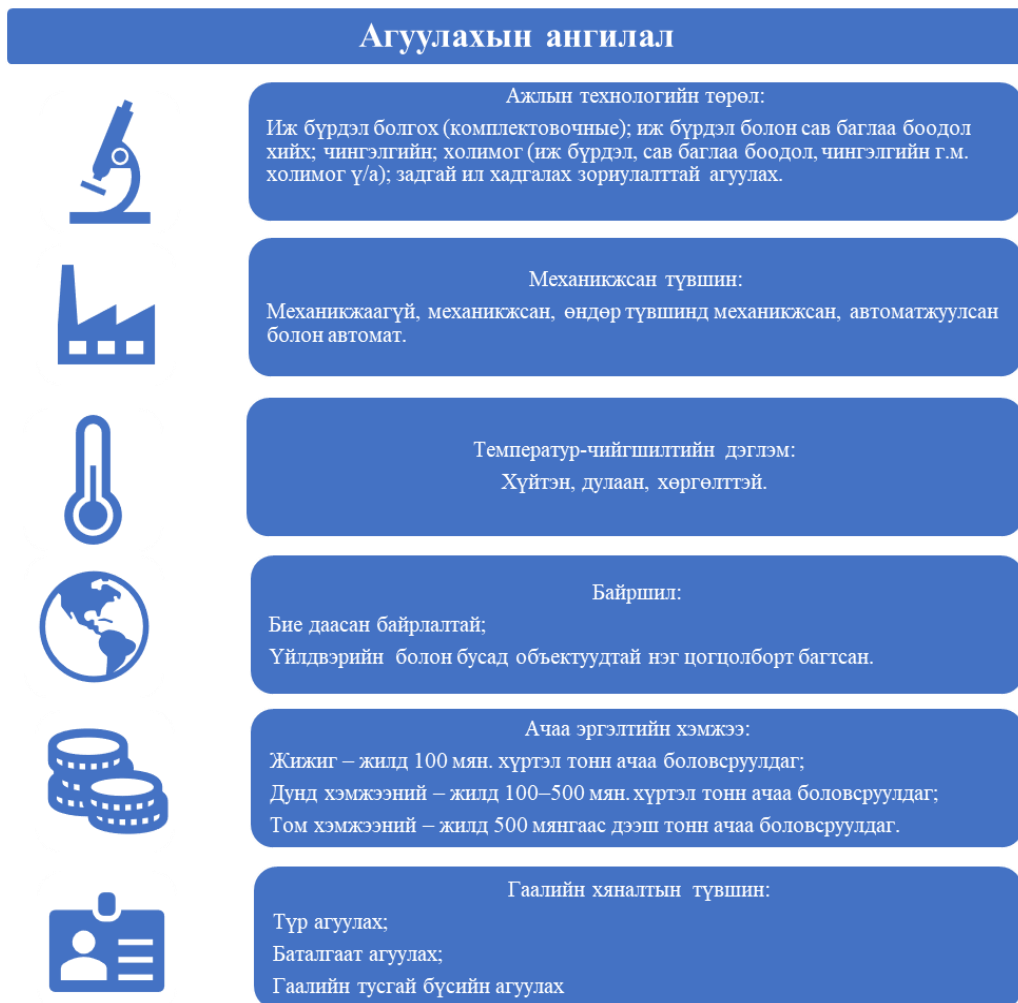 Агуулахын ангилал
Ажлын технологийн төрөл:
Иж бүрдэл болгох (комплектовочные); иж бүрдэл болон сав баглаа боодол
хийх; чингэлгийн; холимог (иж бүрдэл, сав баглаа боодол, чингэлгийн г.м.
холимог ү/а); задгай ил хадгалах зориулалттай агуулах.
Механикжсан түвшин:
Механикжаагүй, механикжсан, өндөр түвшинд механикжсан, автоматжуулсан
болон автомат.
Температур-чийгшилтийн дэглэм:
Хүйтэн, дулаан, хөргөлттэй.
Байршил:
Бие даасан байрлалтай;
Үйлдвэрийн болон бусад объектуудтай нэг цогцолборт багтсан.
Ачаа эргэлтийн хэмжээ:
Жижиг – жилд 100 мян. хүртэл тонн ачаа боловсруулдаг;
Дунд хэмжээний – жилд 100–500 мян. хүртэл тонн ачаа боловсруулдаг;
Том хэмжээний – жилд 500 мянгаас дээш тонн ачаа боловсруулдаг.
Гаалийн хяналтын түвшин:
Түр агуулах;
Баталгаат агуулах;
Гаалийн тусгай бүсийн агуулах